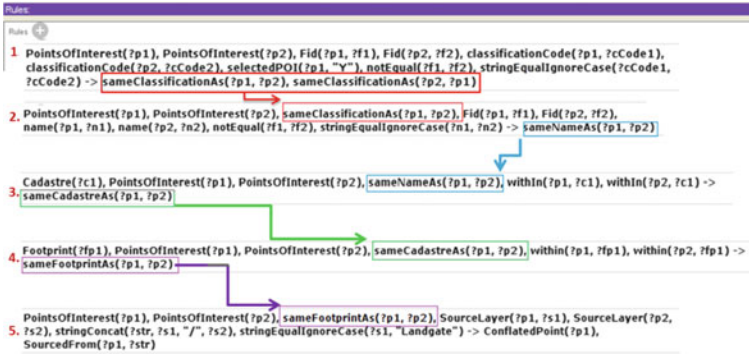 Rules:
Rules
1 PointsOfInterest(?p1), PointsOfInterest(?p2), Fid(?p1, ?f1), Fid(?p2, ?f2), classificationCode(?p1, ?cCode1),
classificationCode(?p2, ?cCode2), selectedPOI(?p1, "Y"), notEqual(?f1, ?f2), stringEqualIgnoreCase(?cCode1,
?cCode2) -> sameClassificationAs(?p1, ?p2), sameClassificationAs(?p2, ?p1)
2. PointsOfInterest(?p1), PointsOfInterest(?p2), sameClassificationAs(?p1, ?p2), Fid(?p1, ?f1), Fid(?p2, ?f2),
name(?p1, ?n1), name(?p2, ?n2), notEqual(?f1, ?f2), stringEqualIgnoreCase(?n1, ?n2) -> sameNameAs(?p1, ?p2)
Cadastre(?c1), PointsOfInterest(?p1), PointsOfInterest(?p2), sameNameAs(?p1, ?p2), withIn(?p1, ?c1), withIn(?p2, ?c1) ->
3. sameCadastreAs(?p1, ?p2)
Footprint(?fp1), PointsOfInterest(?p1), PointsOfInterest(?p2), sameCadastreAs(?p1, ?p2), within(?p1, ?fp1), within(?p2, ?fp1) ->
4. sameFootprintAs(?p1, ?p2)
PointsOfInterest(?p1), PointsOfInterest(?p2), sameFootprintAs(?p1, ?p2), SourceLayer(?p1, ?s1), SourceLayer(?p2,
5. ?s2), stringConcat(?str, ?s1, "/", ?s2), stringEqualIgnoreCase(?s1, "Landgate") -> ConflatedPoint(?p1),
SourcedFrom(?p1, ?str)